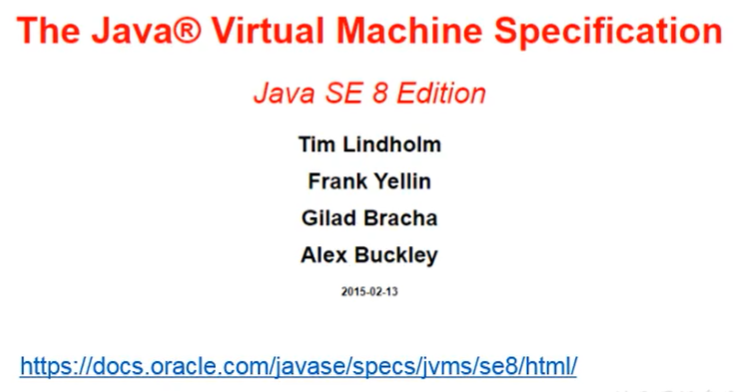 The Java® Virtual Machine Specification
Java SE 8 Edition
Tim Lindholm
Frank Yellin
Gilad Bracha
Alex Buckley
2015-02-13
https://docs.oracle.com/javase/specs/jvms/se8/html/